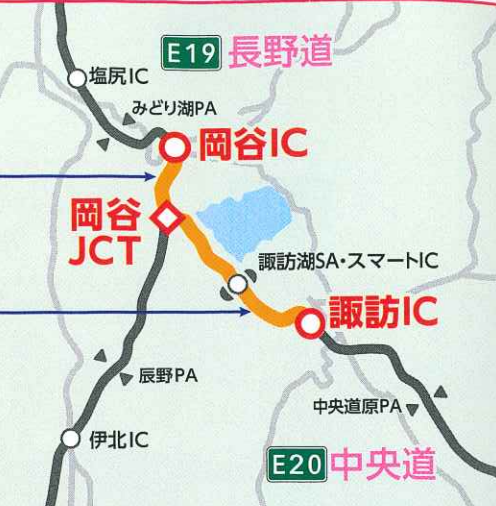 E19 長野道
塩尻IC
みどり湖PA
岡谷IC
岡谷
JCT
諏訪湖SA・スマートIC
諏訪IC
辰野PA
中央道原PA
伊北IC
E20 中央道